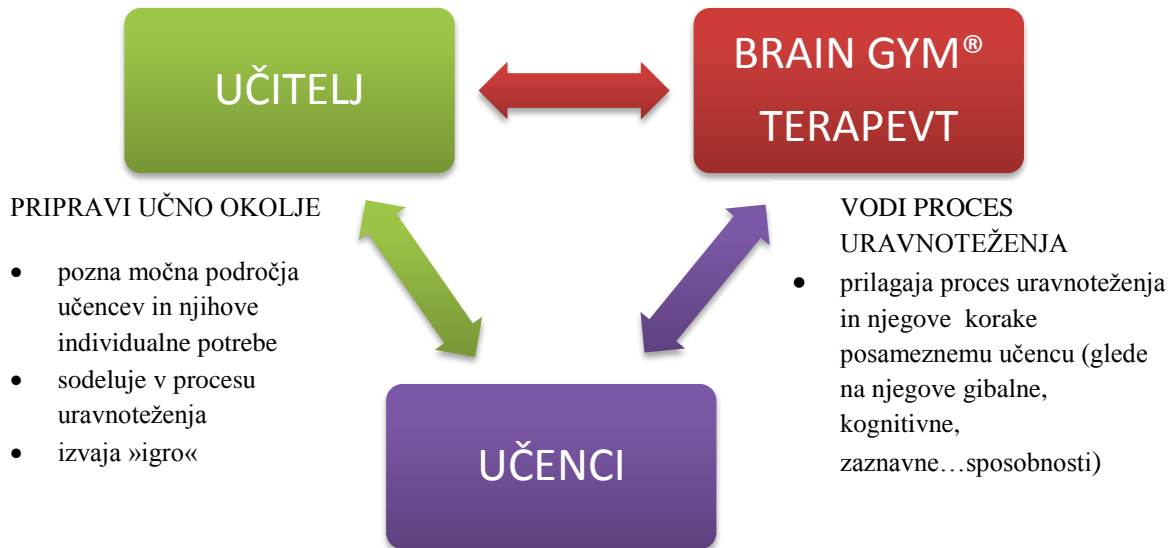 UČITELJ
BRAIN GYM®
TERAPEVT
PRIPRAVI UČNO OKOLJE
• pozna močna področja
učencev in njihove
individualne potrebe
• sodeluje v procesu
uravnoteženja
• izvaja »igro«
VODI PROCES
URAVNOTEŽENJA
• prilagaja proces uravnoteženja
in njegove korake
posameznemu učencu (glede
na njegove gibalne,
kognitivne,
zaznavne…sposobnosti)
UČENCI